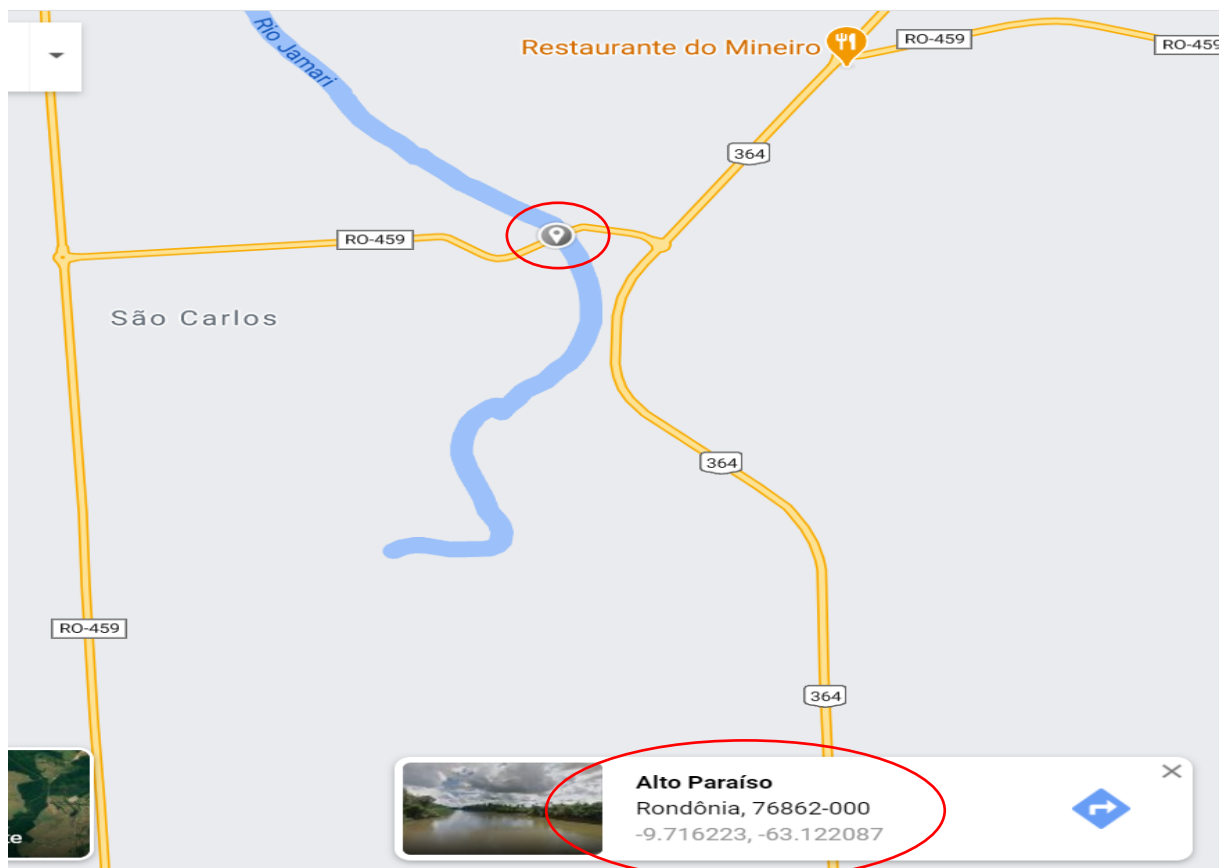 Rio Jamari
Restaurante do Mineiro
RO-459
RO-459
364
RO-459
São Carlos
364
RO-459
364
Alto Paraíso
Rondônia, 76862-000
-9.716223, -63.122087